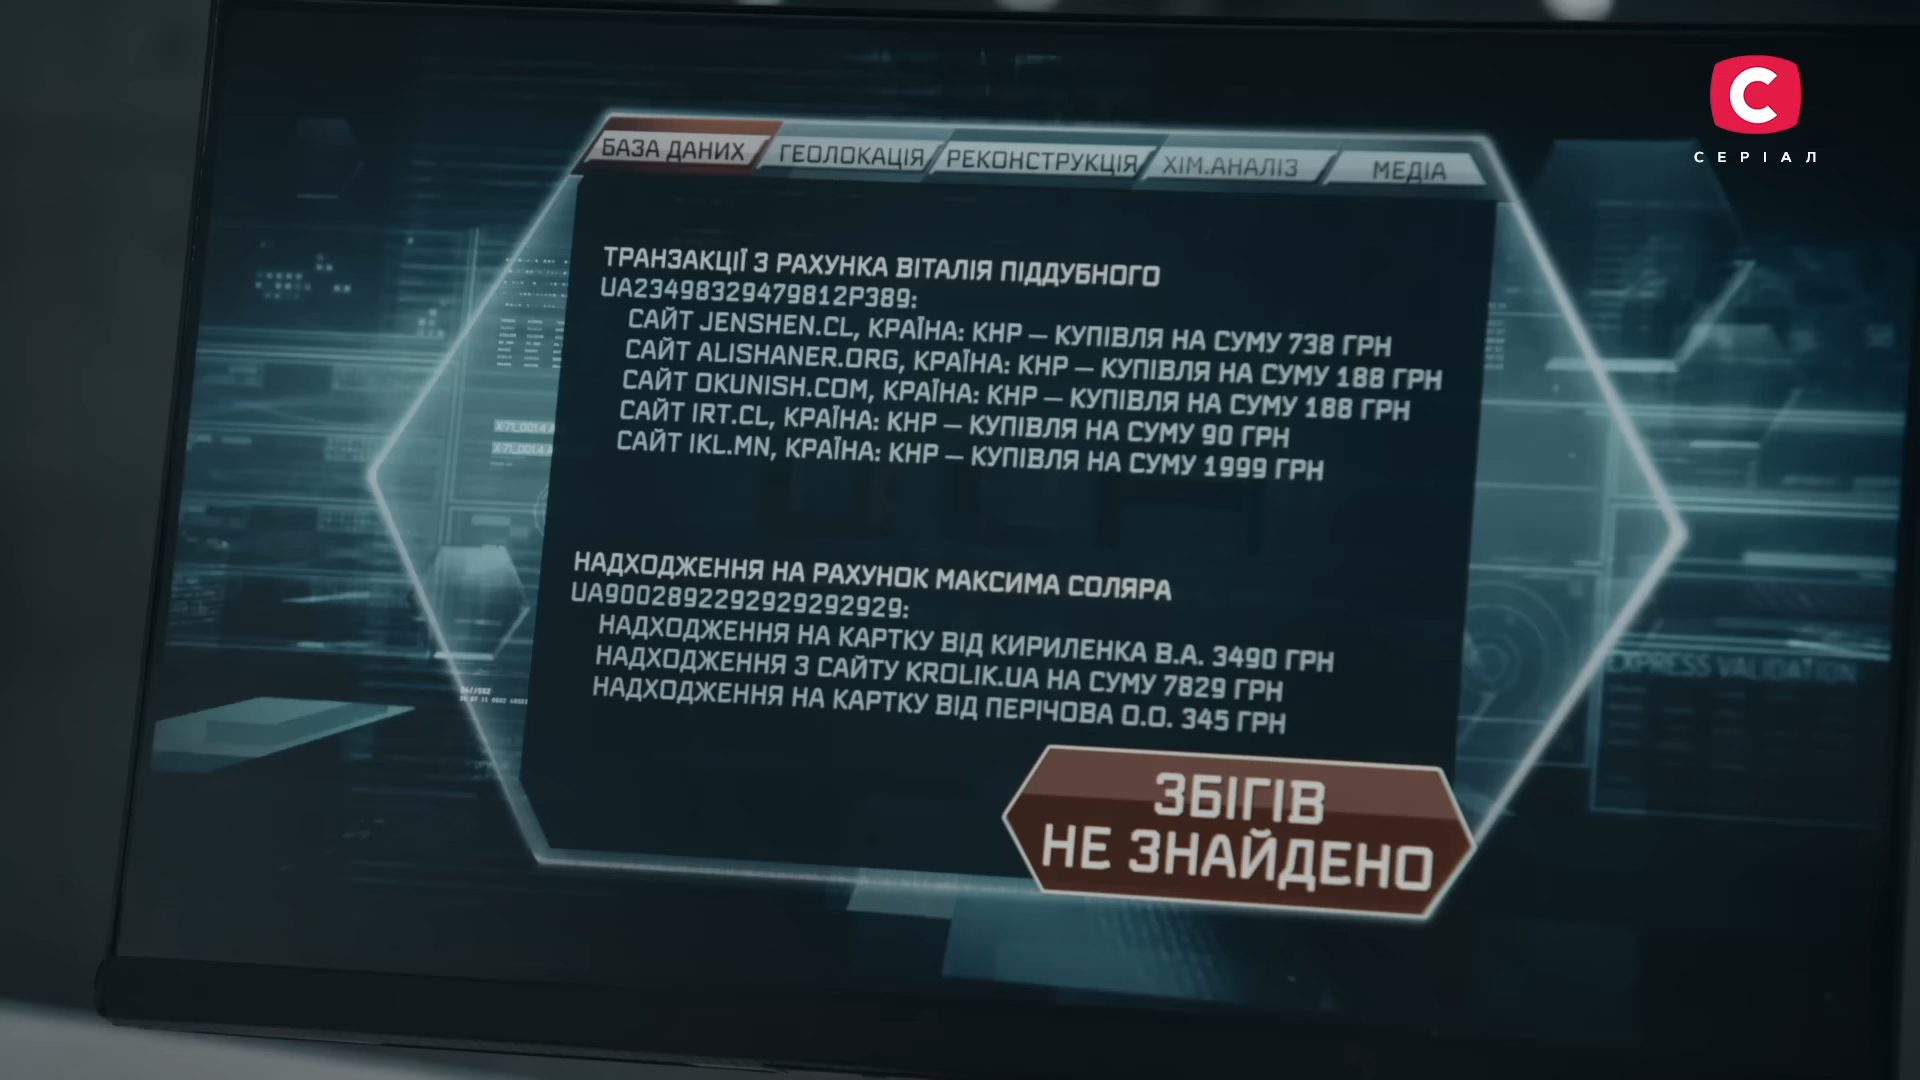 С
СЕРІАЛ
БАЗА ДАНИХ
ГЕОЛОКАЦІЯ
РЕКОНСТРУКЦІЯ
ХІМ.АНАЛІЗ
МЕДІА
ТРАНЗАКЦІЇ З РАХУНКА ВІТАЛІЯ ПІДДУБНОГО
UA23498329479812P389:
САЙТ JENSHEN.CL, КРАЇНА: КНР – КУПІВЛЯ НА СУМУ 738 ГРН
САЙТ ALISHANER.ORG, КРАЇНА: КНР – КУПІВЛЯ НА СУМУ 188 ГРН
САЙТ OKUNISH.COM, КРАЇНА: КНР – КУПІВЛЯ НА СУМУ 188 ГРН
САЙТ IRT.CL, КРАЇНА: КНР – КУПІВЛЯ НА СУМУ 90 ГРН
САЙТ IKL.MN, КРАЇНА: КНР – КУПІВЛЯ НА СУМУ 1999 ГРН
НАДХОДЖЕННЯ НА РАХУНОК МАКСИМА СОЛЯРА
UA9002892292929292929:
НАДХОДЖЕННЯ НА КАРТКУ ВІД КИРИЛЕНКА В.А. 3490 ГРН
НАДХОДЖЕННЯ З САЙТУ KROLIK.UA НА СУМУ 7829 ГРН
НАДХОДЖЕННЯ НА КАРТКУ ВІД ПЕРІЧОВА О.О. 345 ГРН
ЗБІГІВ
НЕ ЗНАЙДЕНО
EXPRESS VALIDATION